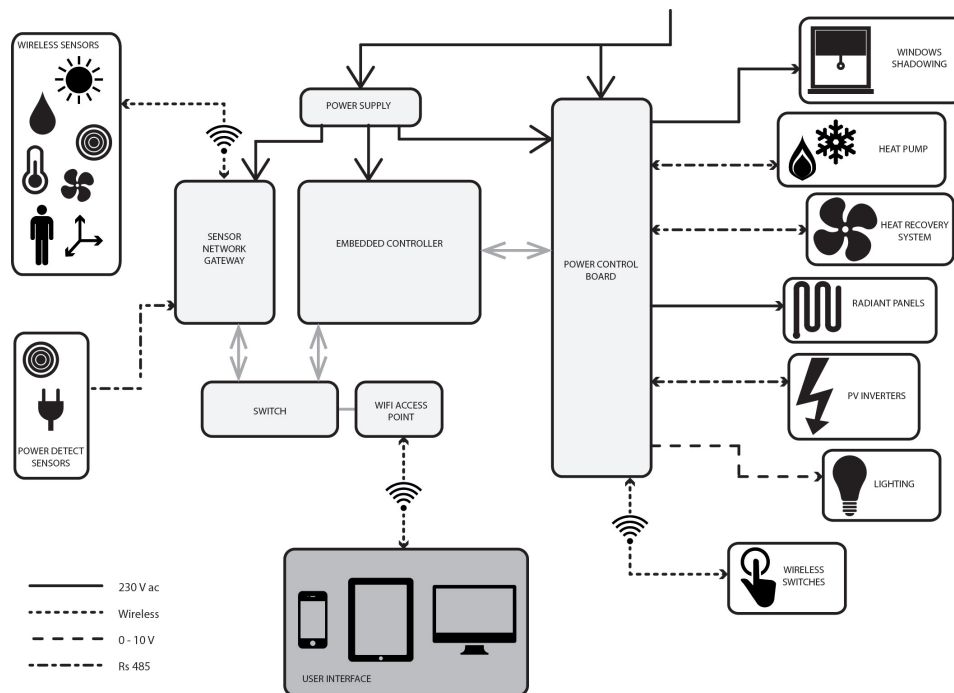 WIRELESS SENSORS
WINDOWS
SHADOWING
POWER SUPPLY
HEAT PUMP
SENSOR
NETWORK
GATEWAY
EMBEDDED CONTROLLER
POWER CONTROL
BOARD
HEAT RECOVERY
SYSTEM
RADIANT PANELS
SWITCH
WIFI ACCESS
POINT
PV INVERTERS
POWER DETECT
SENSORS
LIGHTING
WIRELESS
SWITCHES
230 V ac
Wireless
0 - 10 V
Rs 485
USER INTERFACE